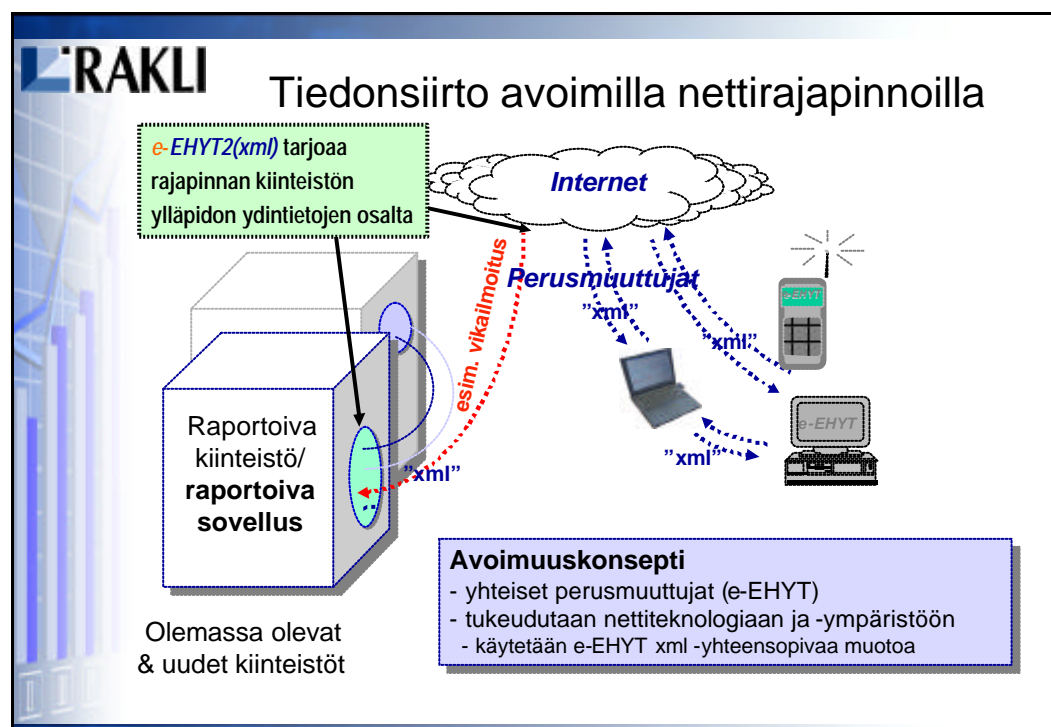 RAKLI
Tiedonsiirto avoimilla nettirajapinnoilla
e-EHYT2(xml) tarjoaa
rajapinnan kiinteistön
ylläpidon ydintietojen osalta
Internet
Perusmuuttujat
esim. vikailmoitus
"xml"
"xml"
e-EHYT
e-EHYT
"xml"
"xml"
Raportoiva
kiinteistö/
raportoiva
sovellus
Olemassa olevat
& uudet kiinteistöt
Avoimuuskonsepti
- yhteiset perusmuuttujat (e-EHYT)
- tukeudutaan nettiteknologiaan ja -ympäristöön
- käytetään e-EHYT xml -yhteensopivaa muotoa